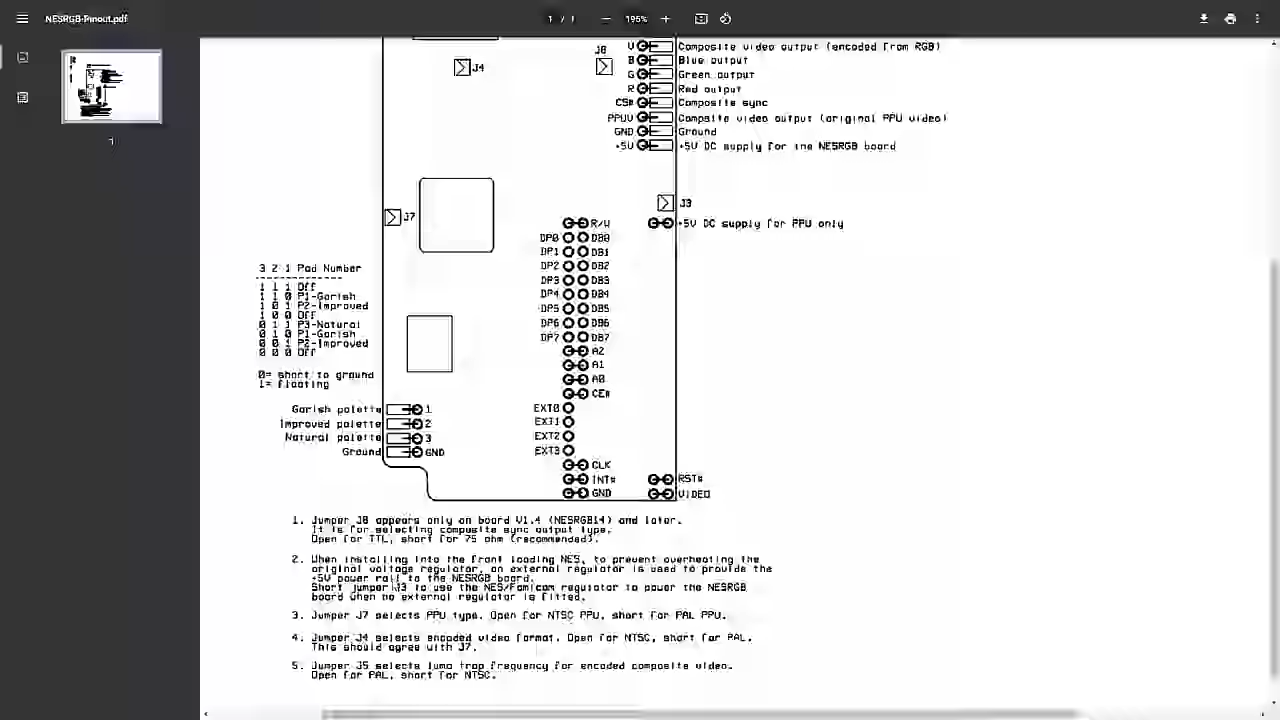 NESRGB-Pinout.pdf
1 / 1
195%
1
J8
V Composite video output (encoded from RGB)
B Blue output
J4
G Green output
R Red output
CS# Composite sync
PPUV Composite video output (original PPU video)
GND Ground
+5V +5V DC supply for the NESRGB board
J3
J7
R/W
+5V DC supply for PPU only
DP0 DB0
DP1 DB1
DP2 DB2
DP3 DB3
DP4 DB4
DP5 DB5
DP6 DB6
DP7 DB7
A2
A1
A0
CE#
EXT0
EXT1
EXT2
EXT3
CLK
INT#
GND
RST#
VIDEO
3 2 1 Pad Number
1 1 1 Off
1 1 0 P1-Garish
1 0 1 P2-Improved
1 0 0 Off
0 1 1 P3-Natural
0 1 0 P1-Garish
0 0 1 P2-Improved
0 0 0 Off
0= short to ground
1= floating
Garish palette 1
Improved palette 2
Natural palette 3
Ground GND
1. Jumper J8 appears only on board V1.4 (NESRGB14) and later.
It is for selecting composite sync output type.
Open for TTL, short for 75 ohm (recommended).
2. When installing into the front loading NES, to prevent overheating the
original voltage regulator, an external regulator is used to provide the
+5V power rail to the NESRGB board.
Short jumper J3 to use the NES/Famicom regulator to power the NESRGB
board when no external regulator is fitted.
3. Jumper J7 selects PPU type. Open for NTSC PPU, short for PAL PPU.
4. Jumper J4 selects encoded video format. Open for NTSC, short for PAL.
This should agree with J7.
5. Jumper J5 selects luma trap frequency for encoded composite video.
Open for PAL, short for NTSC.